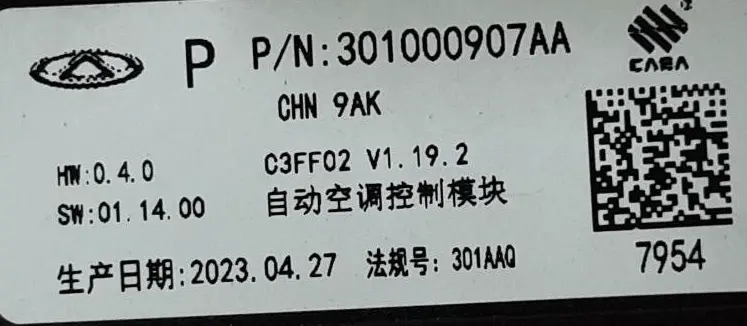 P P/N:301000907AA
CAEA
CHN 9AK
HW:0.4.0 C3FF02 V1.19.2
SW:01.14.00 自动空调控制模块
生产日期:2023.04.27 法规号:301AAQ 7954